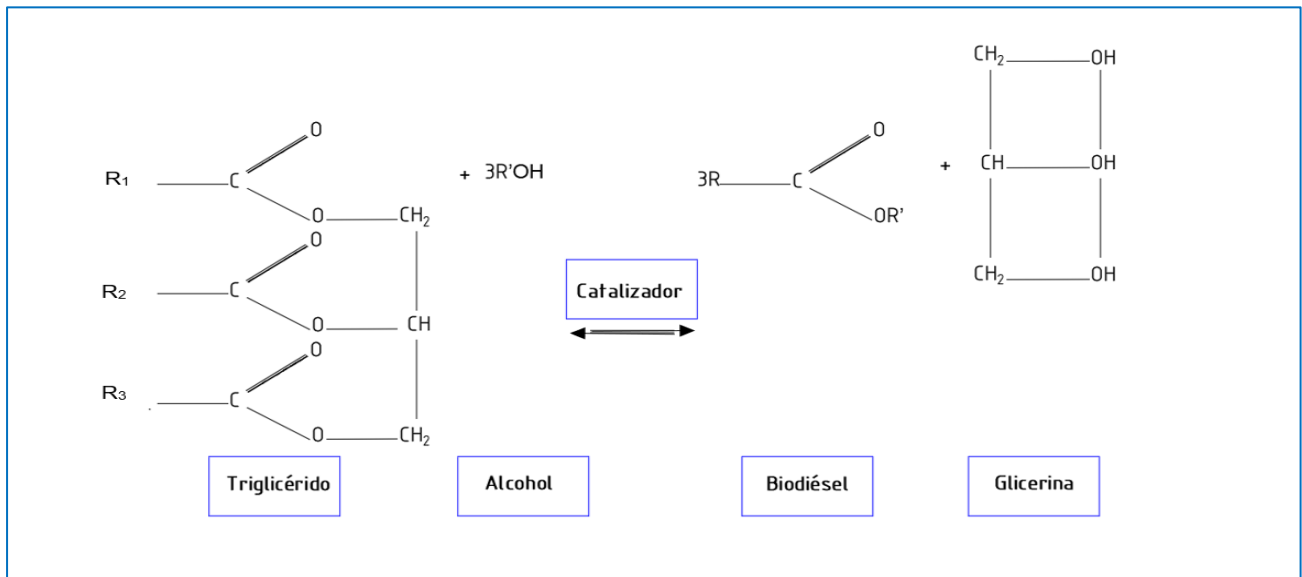 CH₂ OH
O O
R₁ C + 3R'OH 3R C + CH OH
O CH₂ OR'
O
R₂ C CH₂ OH
Catalizador
O CH
O
R₃ C
O CH₂
Triglicérido Alcohol Biodiésel Glicerina